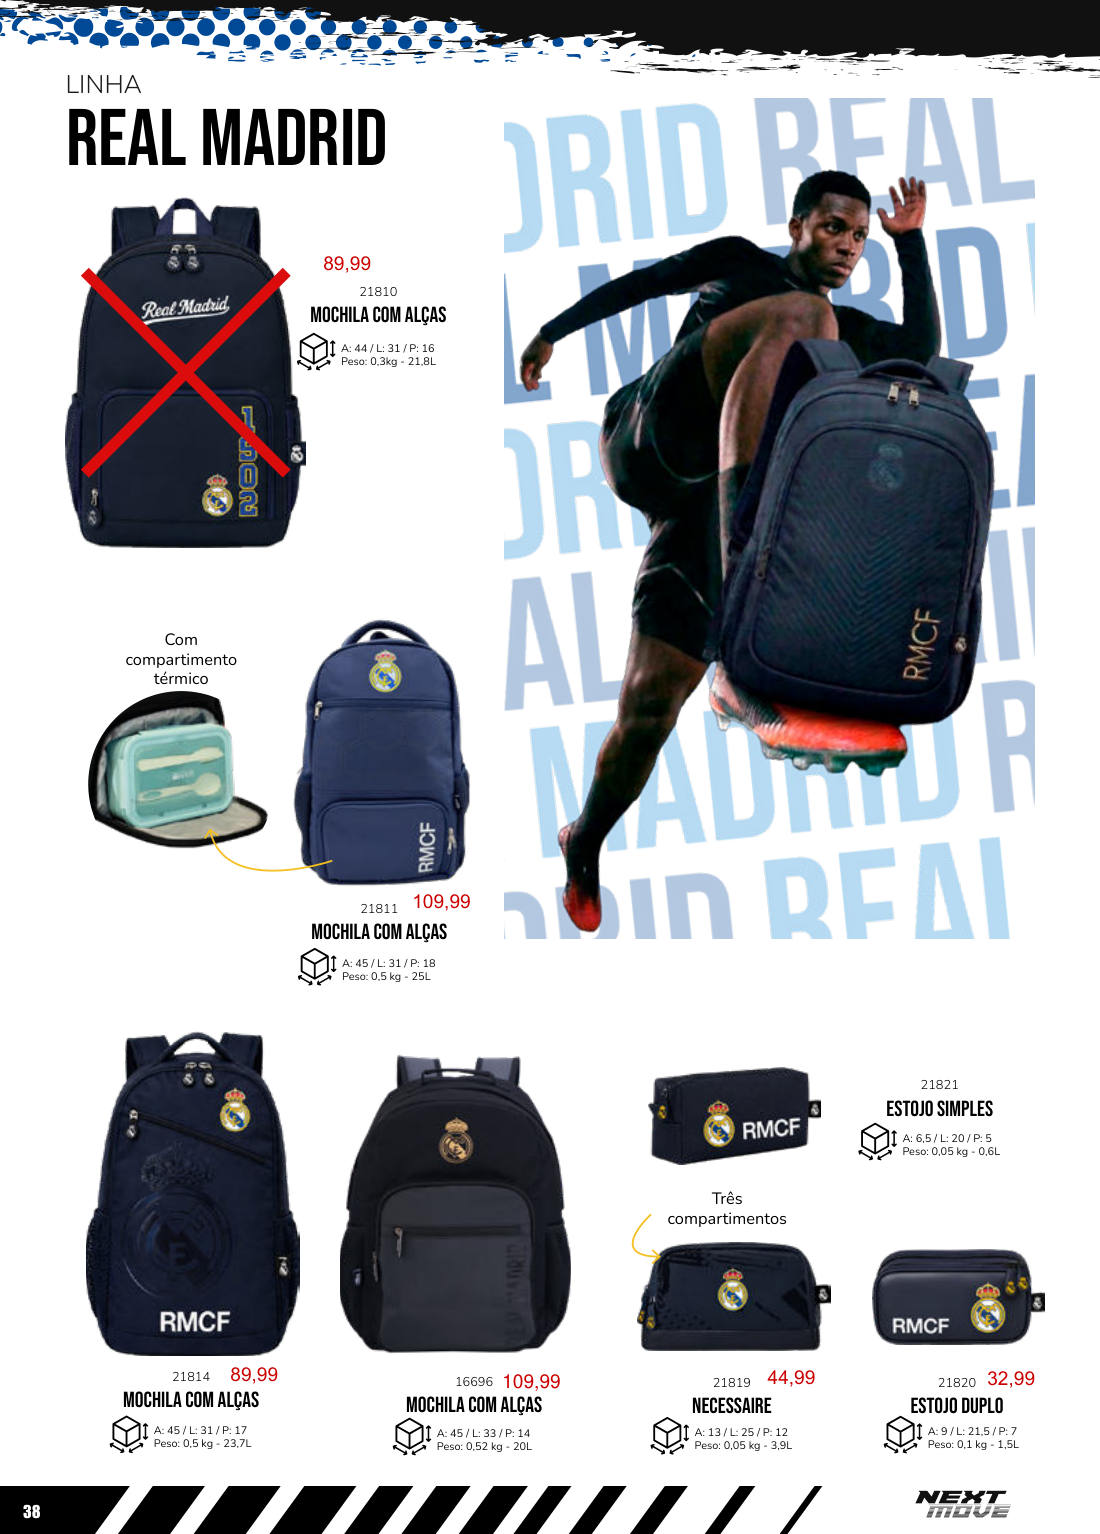 LINHA
REAL MADRID
DRID REAL
L MADRID
Real Madrid
1902
89,99
21810
MOCHILA COM ALÇAS
A: 44 / L: 31 / P: 16
Peso: 0,3kg - 21,8L
RMCF
MADRID R
DRID REAL
Com
compartimento
térmico
RMCF
21811 109,99
MOCHILA COM ALÇAS
A: 45 / L: 31 / P: 18
Peso: 0,5 kg - 25L
RMCF
21814 89,99
MOCHILA COM ALÇAS
A: 45 / L: 31 / P: 17
Peso: 0,5 kg - 23,7L
16696 109,99
MOCHILA COM ALÇAS
A: 45 / L: 33 / P: 14
Peso: 0,52 kg - 20L
RMCF
21821
ESTOJO SIMPLES
A: 6,5 / L: 20 / P: 5
Peso: 0,05 kg - 0,6L
Três
compartimentos
21819 44,99
NECESSAIRE
A: 13 / L: 25 / P: 12
Peso: 0,05 kg - 3,9L
RMCF
21820 32,99
ESTOJO DUPLO
A: 9 / L: 21,5 / P: 7
Peso: 0,1 kg - 1,5L
38
NEXT
MOVE